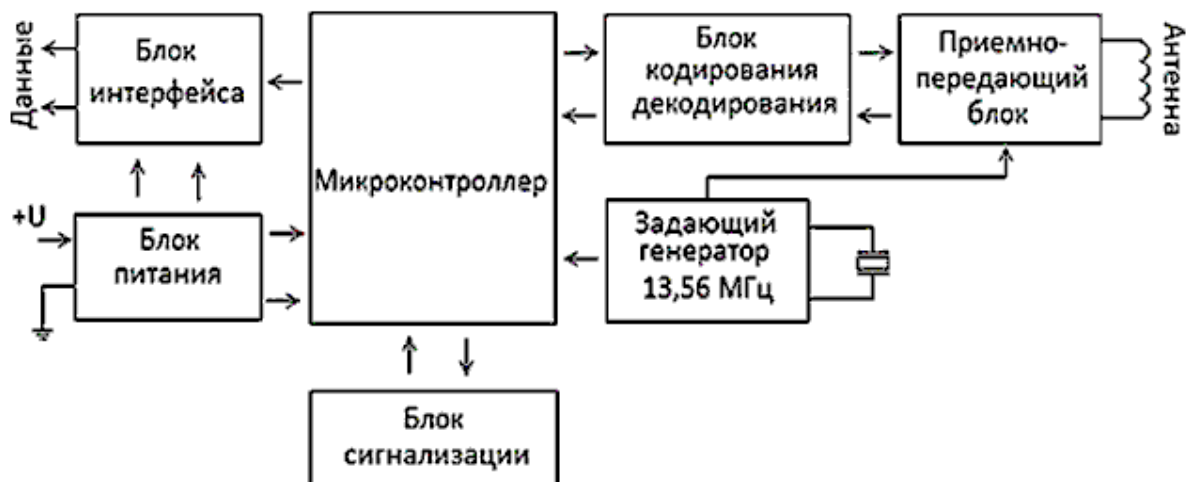 Данные
Блок
интерфейса
Микроконтроллер
Блок
кодирования
декодирования
Приемно-
передающий
блок
Антенна
+U
Блок
питания
Задающий
генератор
13,56 МГц
Блок
сигнализации